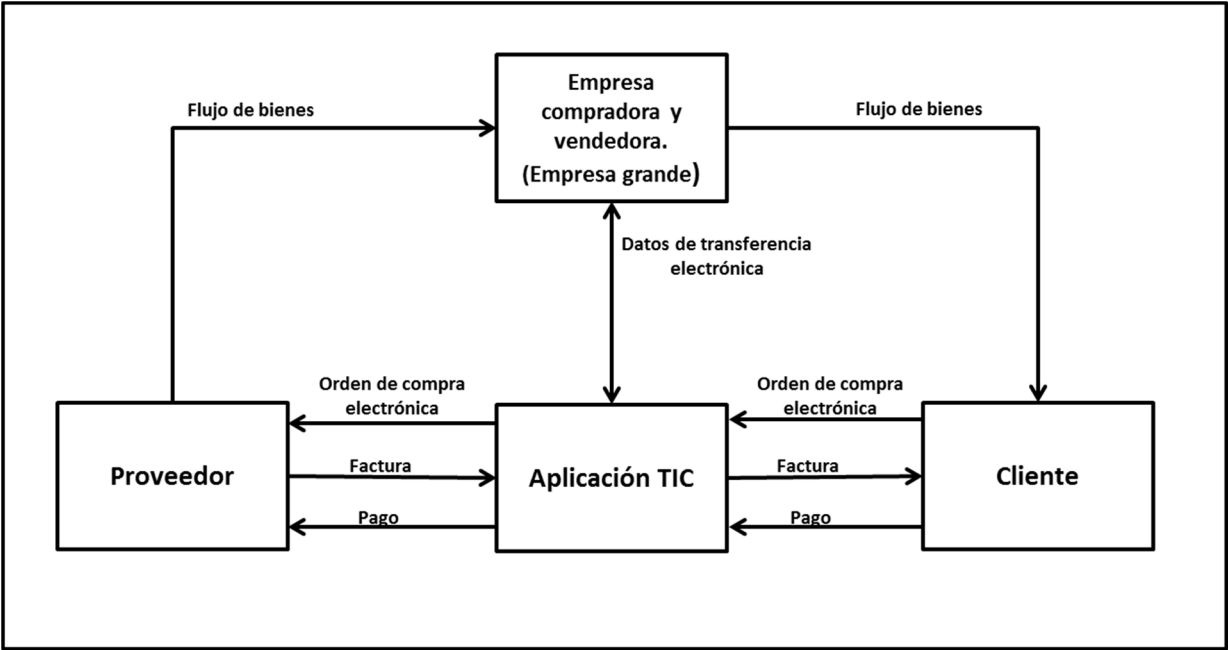 Empresa
compradora y
vendedora.
(Empresa grande)
Flujo de bienes
Flujo de bienes
Datos de transferencia
electrónica
Orden de compra
electrónica
Orden de compra
electrónica
Proveedor
Factura
Aplicación TIC
Factura
Cliente
Pago
Pago